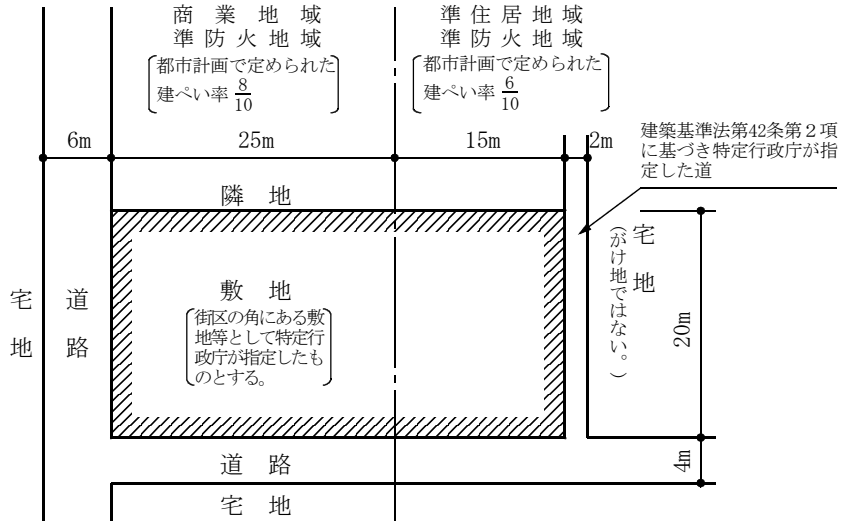 商業地域
準防火地域
都市計画で定められた
建ぺい率 8/10
準住居地域
準防火地域
都市計画で定められた
建ぺい率 6/10
6m
25m
15m
2m
建築基準法第42条第2項
に基づき特定行政庁が指
定した道
隣地
宅地
道路
敷地
街区の角にある敷
地等として特定行
政庁が指定したも
のとする。
宅地
(がけ地ではない。)
20m
道路
4m
宅地